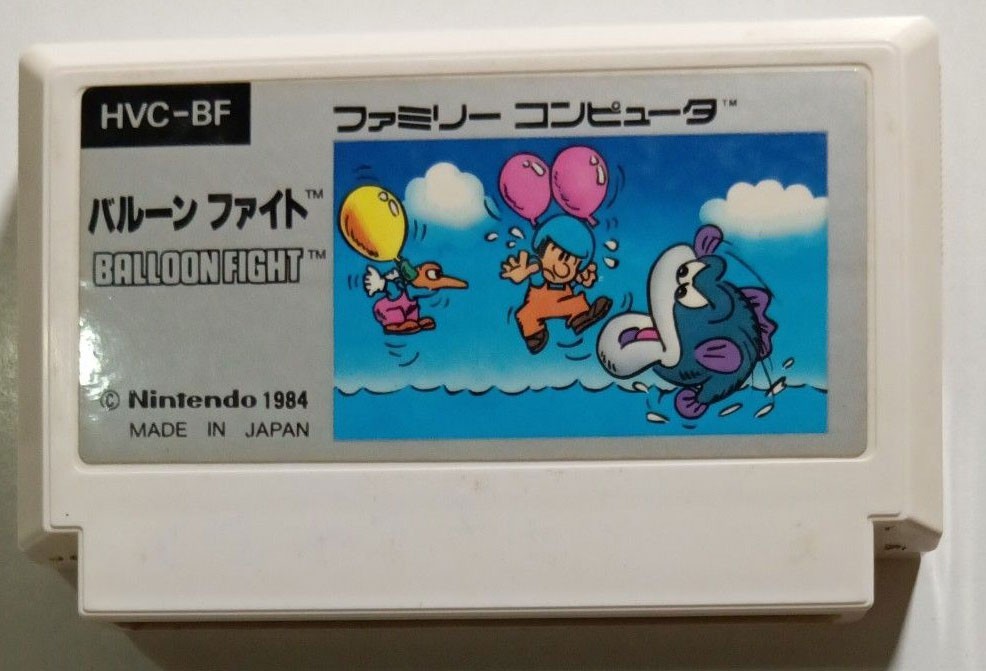 HVC-BF
ファミリー コンピュータ™
バルーン ファイト™
BALLOON FIGHT™
© Nintendo 1984
MADE IN JAPAN